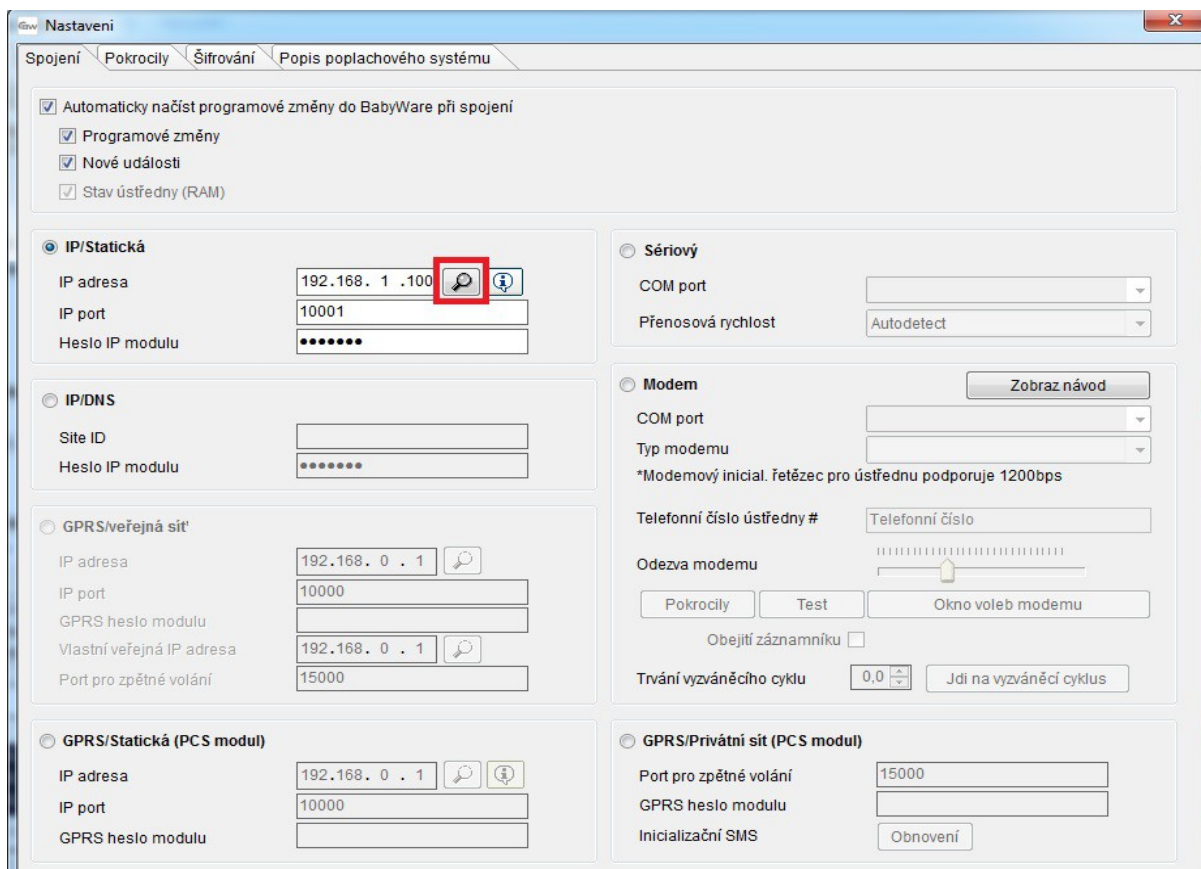 Nastaveni
Spojení Pokrocily Šifrování Popis poplachového systému
Automaticky načíst programové změny do BabyWare při spojení
Programové změny
Nové události
Stav ústředny (RAM)
IP/Statická
IP adresa 192.168. 1 .100
IP port 10001
Heslo IP modulu •••••••
IP/DNS
Site ID
Heslo IP modulu •••••••
GPRS/veřejná sít'
IP adresa 192.168. 0 . 1
IP port 10000
GPRS heslo modulu
Vlastní veřejná IP adresa 192.168. 0 . 1
Port pro zpětné volání 15000
GPRS/Statická (PCS modul)
IP adresa 192.168. 0 . 1
IP port 10000
GPRS heslo modulu
Sériový
COM port
Přenosová rychlost Autodetect
Modem Zobraz návod
COM port
Typ modemu
*Modemový inicial. řetězec pro ústřednu podporuje 1200bps
Telefonní číslo ústředny # Telefonní číslo
Odezva modemu
Pokrocily Test Okno voleb modemu
Obejití záznamníku
Trvání vyzváněcího cyklu 0,0 Jdi na vyzváněcí cyklus
GPRS/Privátní sít (PCS modul)
Port pro zpětné volání 15000
GPRS heslo modulu
Inicializační SMS Obnovení